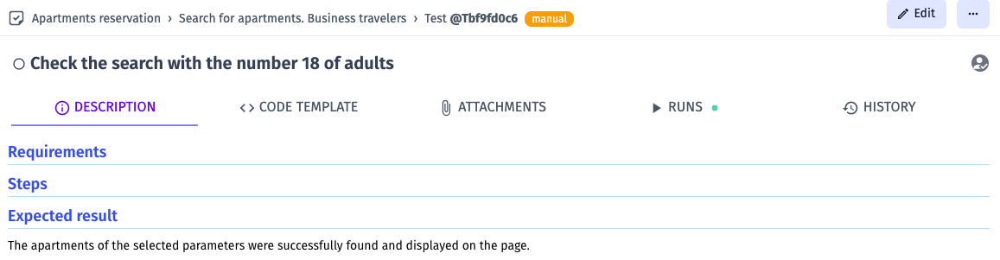 Apartments reservation › Search for apartments. Business travelers › Test @Tbf9fd0c6 manual Edit ...
Check the search with the number 18 of adults
DESCRIPTION CODE TEMPLATE ATTACHMENTS RUNS HISTORY
Requirements
Steps
Expected result
The apartments of the selected parameters were successfully found and displayed on the page.